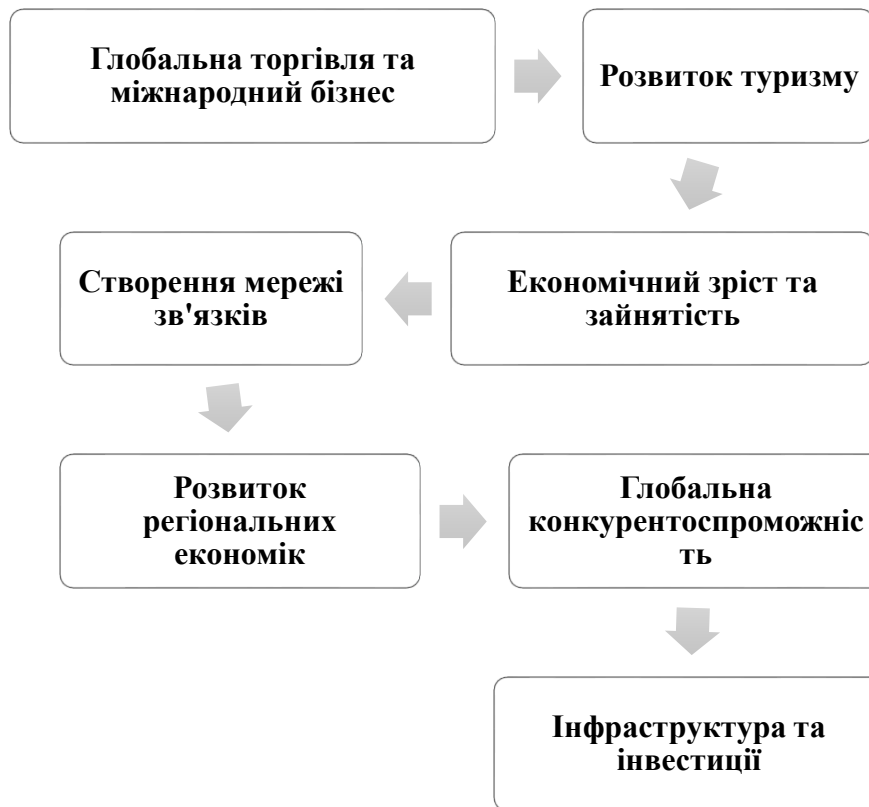 Глобальна торгівля та
міжнародний бізнес
Розвиток туризму
Економічний зріст та
зайнятість
Створення мережі
зв'язків
Розвиток
регіональних
економік
Глобальна
конкурентоспроможніс
ть
Інфраструктура та
інвестиції